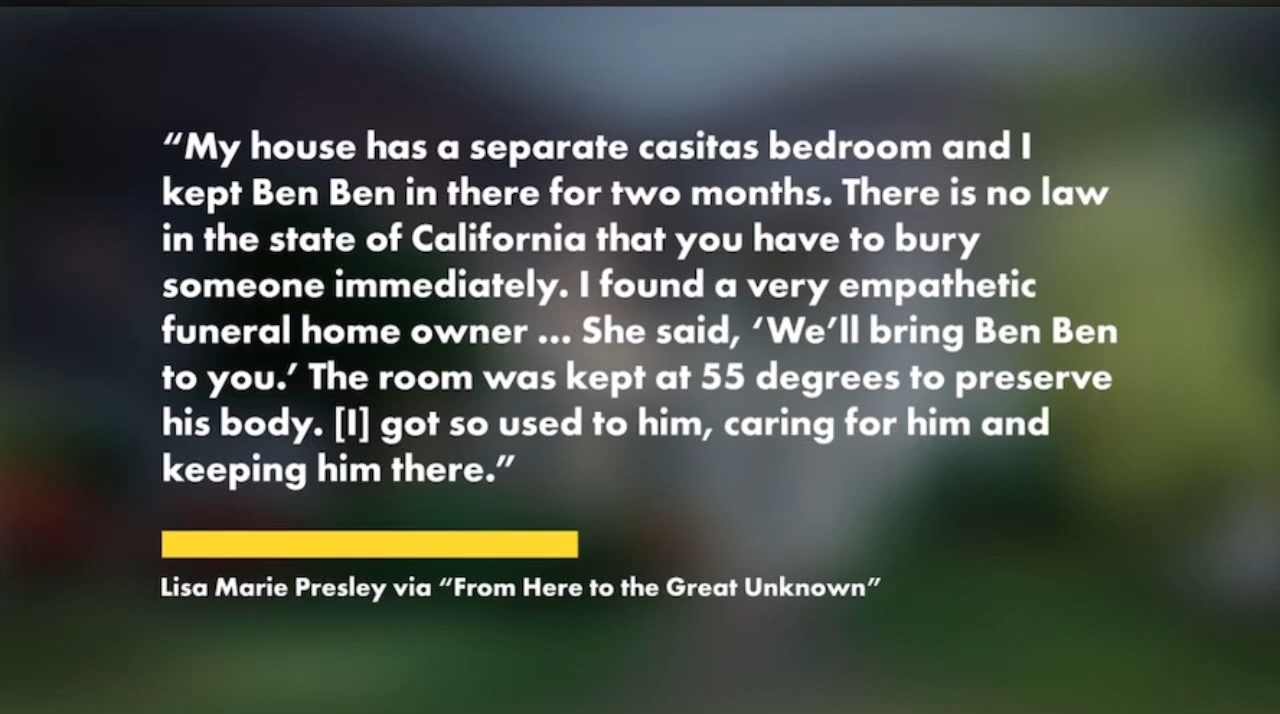 “My house has a separate casitas bedroom and I
kept Ben Ben in there for two months. There is no law
in the state of California that you have to bury
someone immediately. I found a very empathetic
funeral home owner ... She said, ‘We’ll bring Ben Ben
to you.’ The room was kept at 55 degrees to preserve
his body. [I] got so used to him, caring for him and
keeping him there.”
Lisa Marie Presley via “From Here to the Great Unknown”